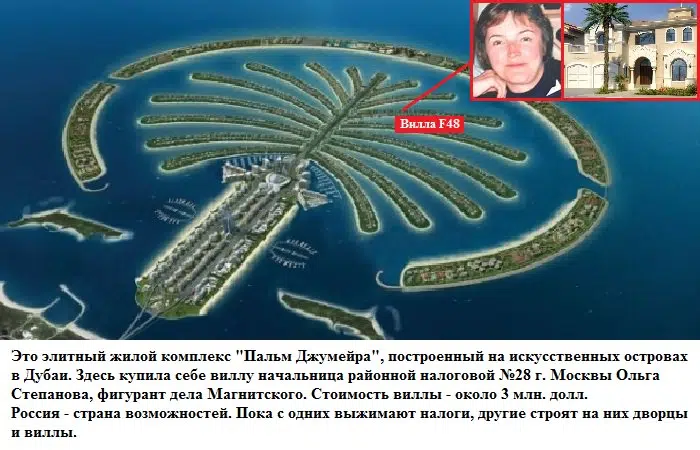 Вилла F48
Это элитный жилой комплекс "Пальм Джумейра", построенный на искусственных островах
в Дубаи. Здесь купила себе виллу начальница районной налоговой №28 г. Москвы Ольга
Степанова, фигурант дела Магнитского. Стоимость виллы - около 3 млн. долл.
Россия - страна возможностей. Пока с одних выжимают налоги, другие строят на них дворцы
и виллы.